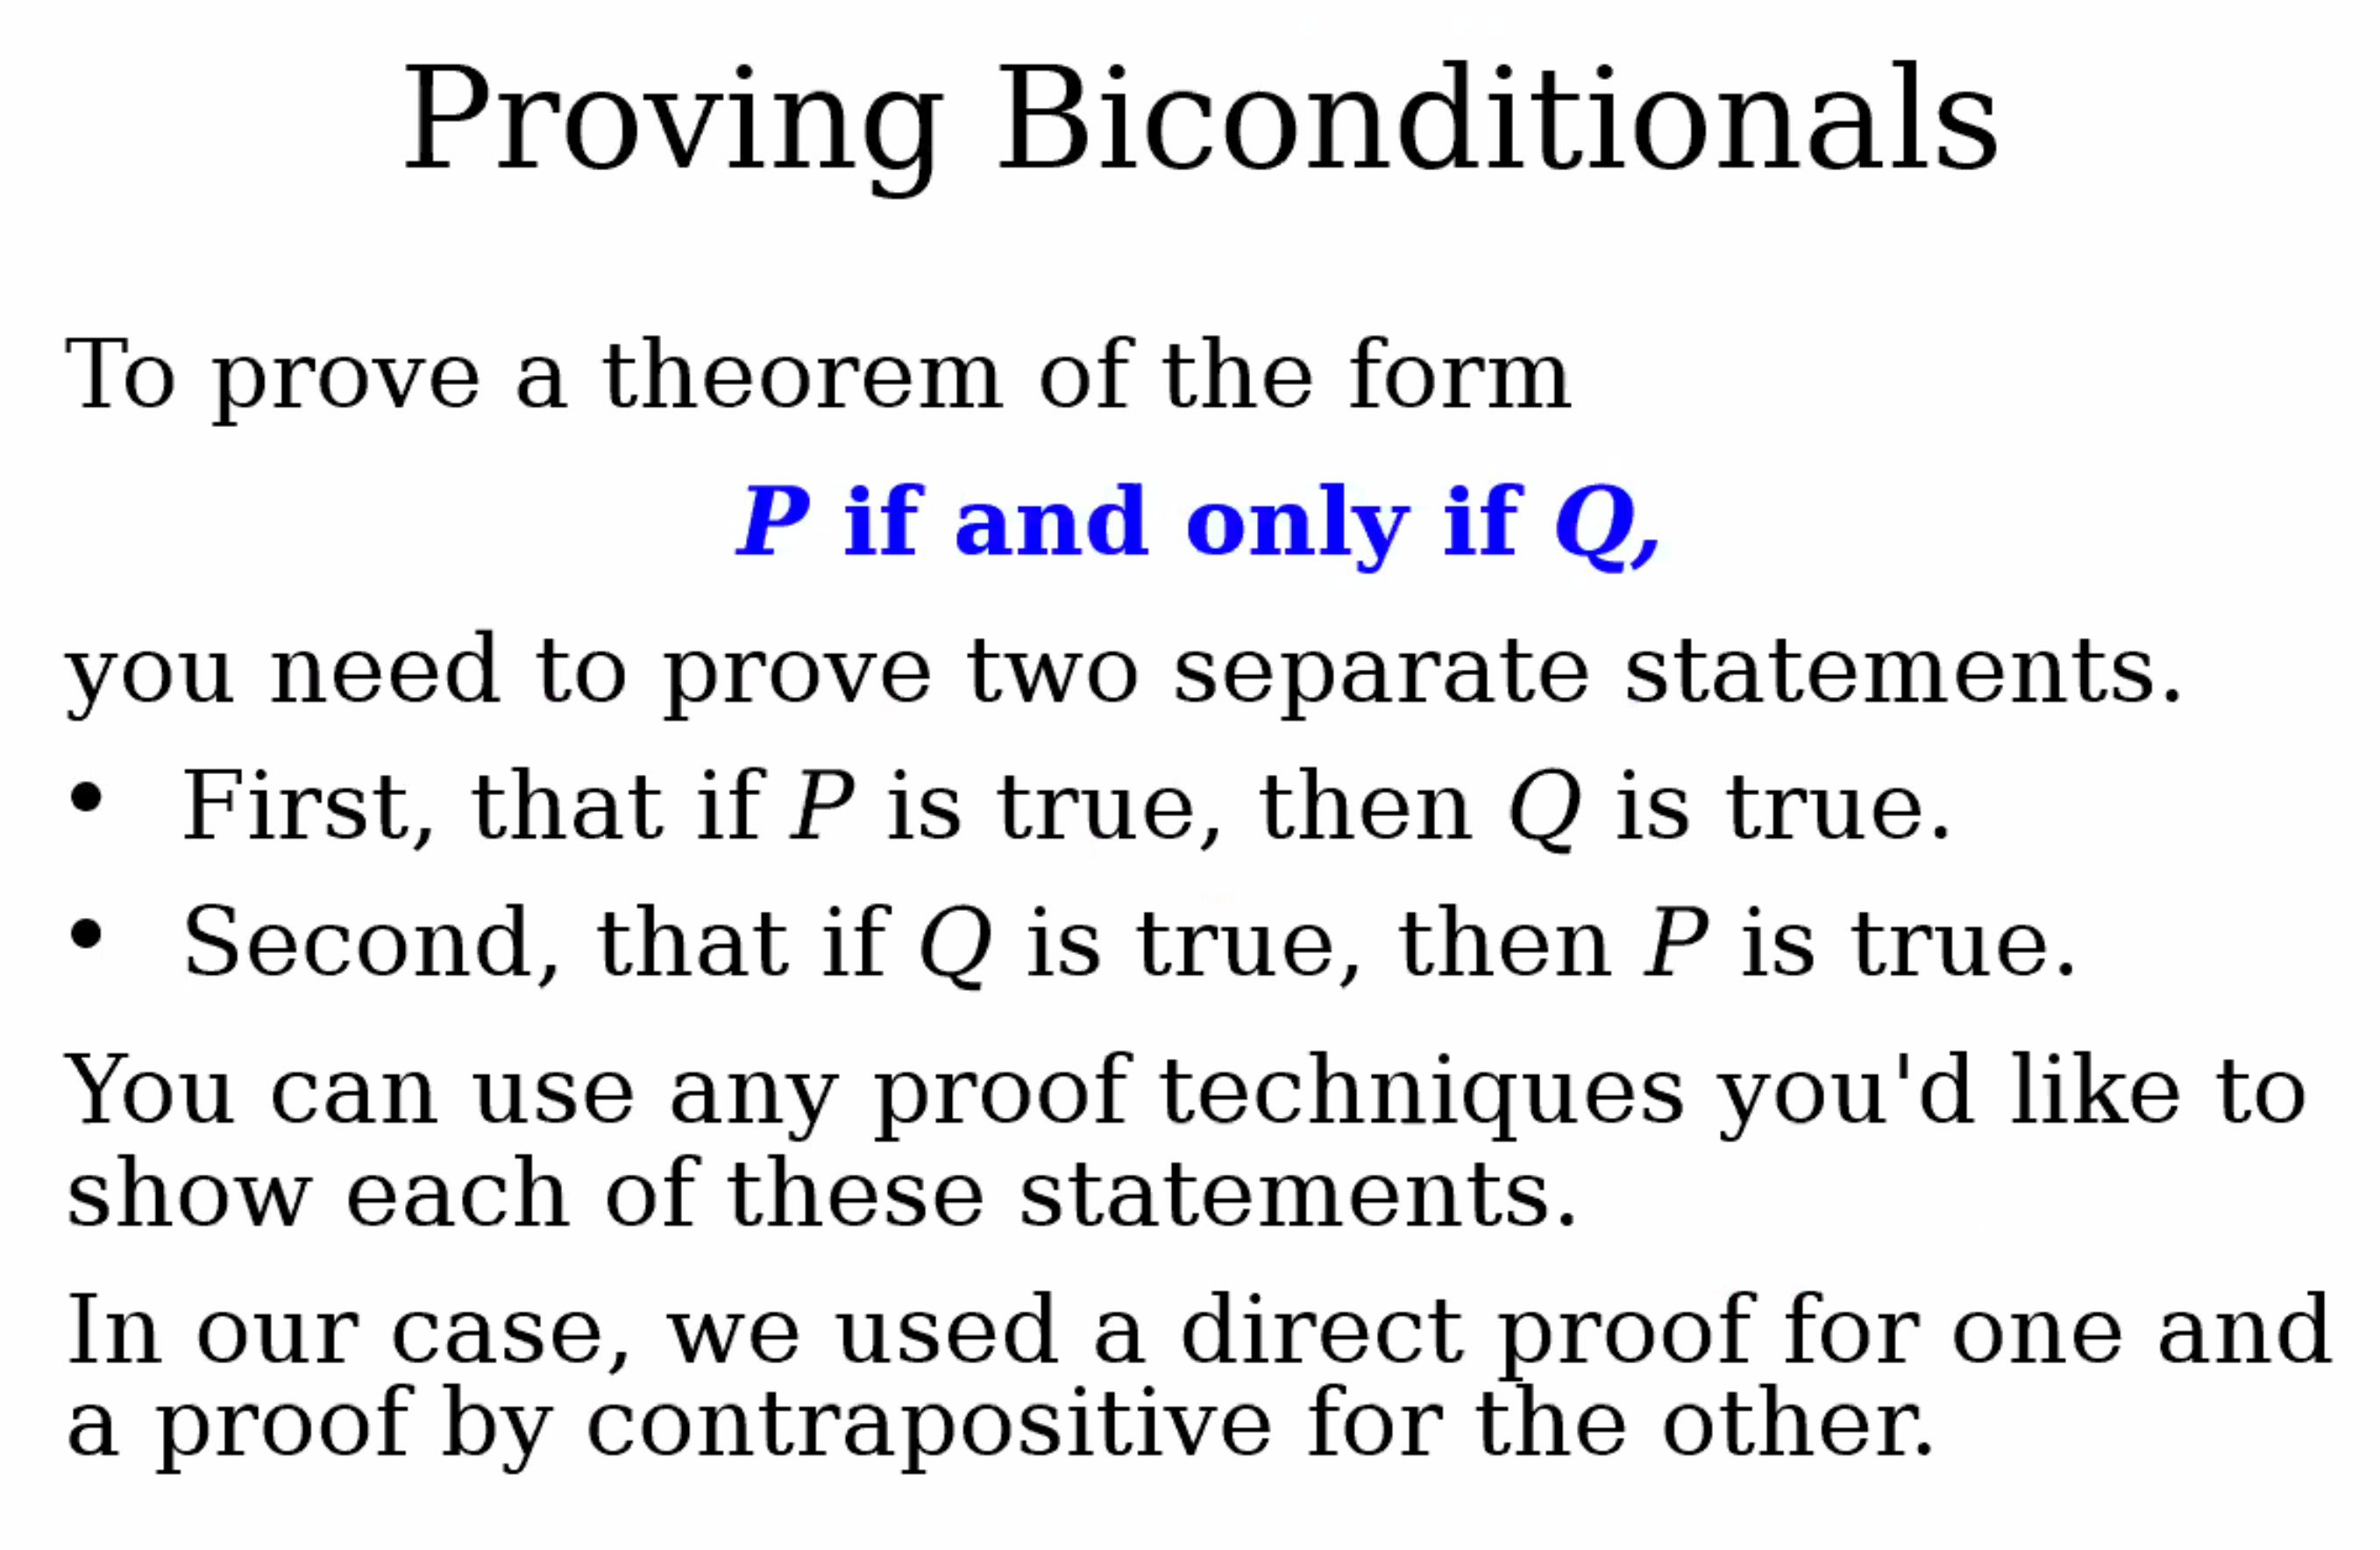 Proving Biconditionals
To prove a theorem of the form
P if and only if Q,
you need to prove two separate statements.
• First, that if P is true, then Q is true.
• Second, that if Q is true, then P is true.
You can use any proof techniques you'd like to
show each of these statements.
In our case, we used a direct proof for one and
a proof by contrapositive for the other.